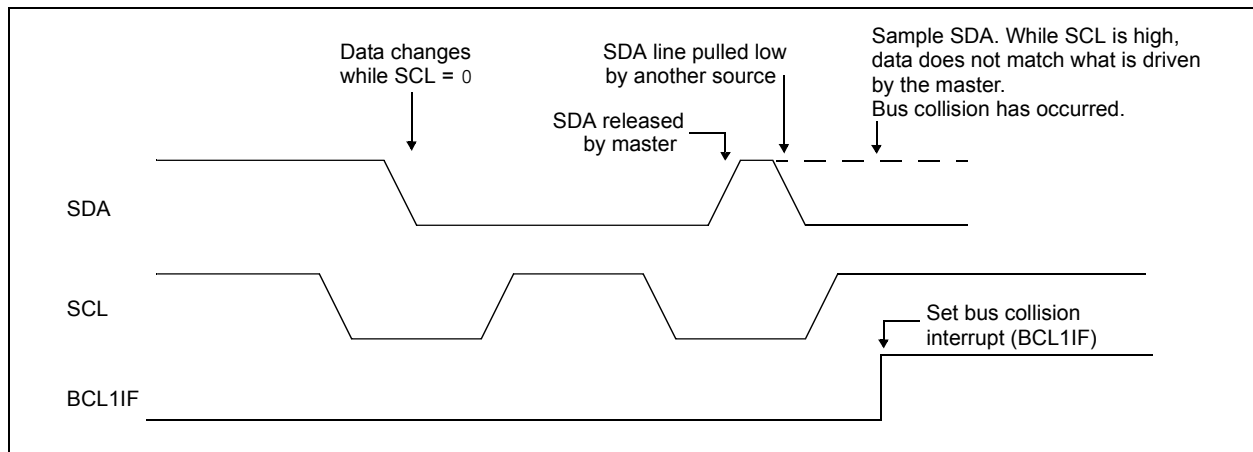 Data changes
while SCL = 0
SDA line pulled low
by another source
Sample SDA. While SCL is high,
data does not match what is driven
by the master.
Bus collision has occurred.
SDA released
by master
SDA
SCL
Set bus collision
interrupt (BCL1IF)
BCL1IF